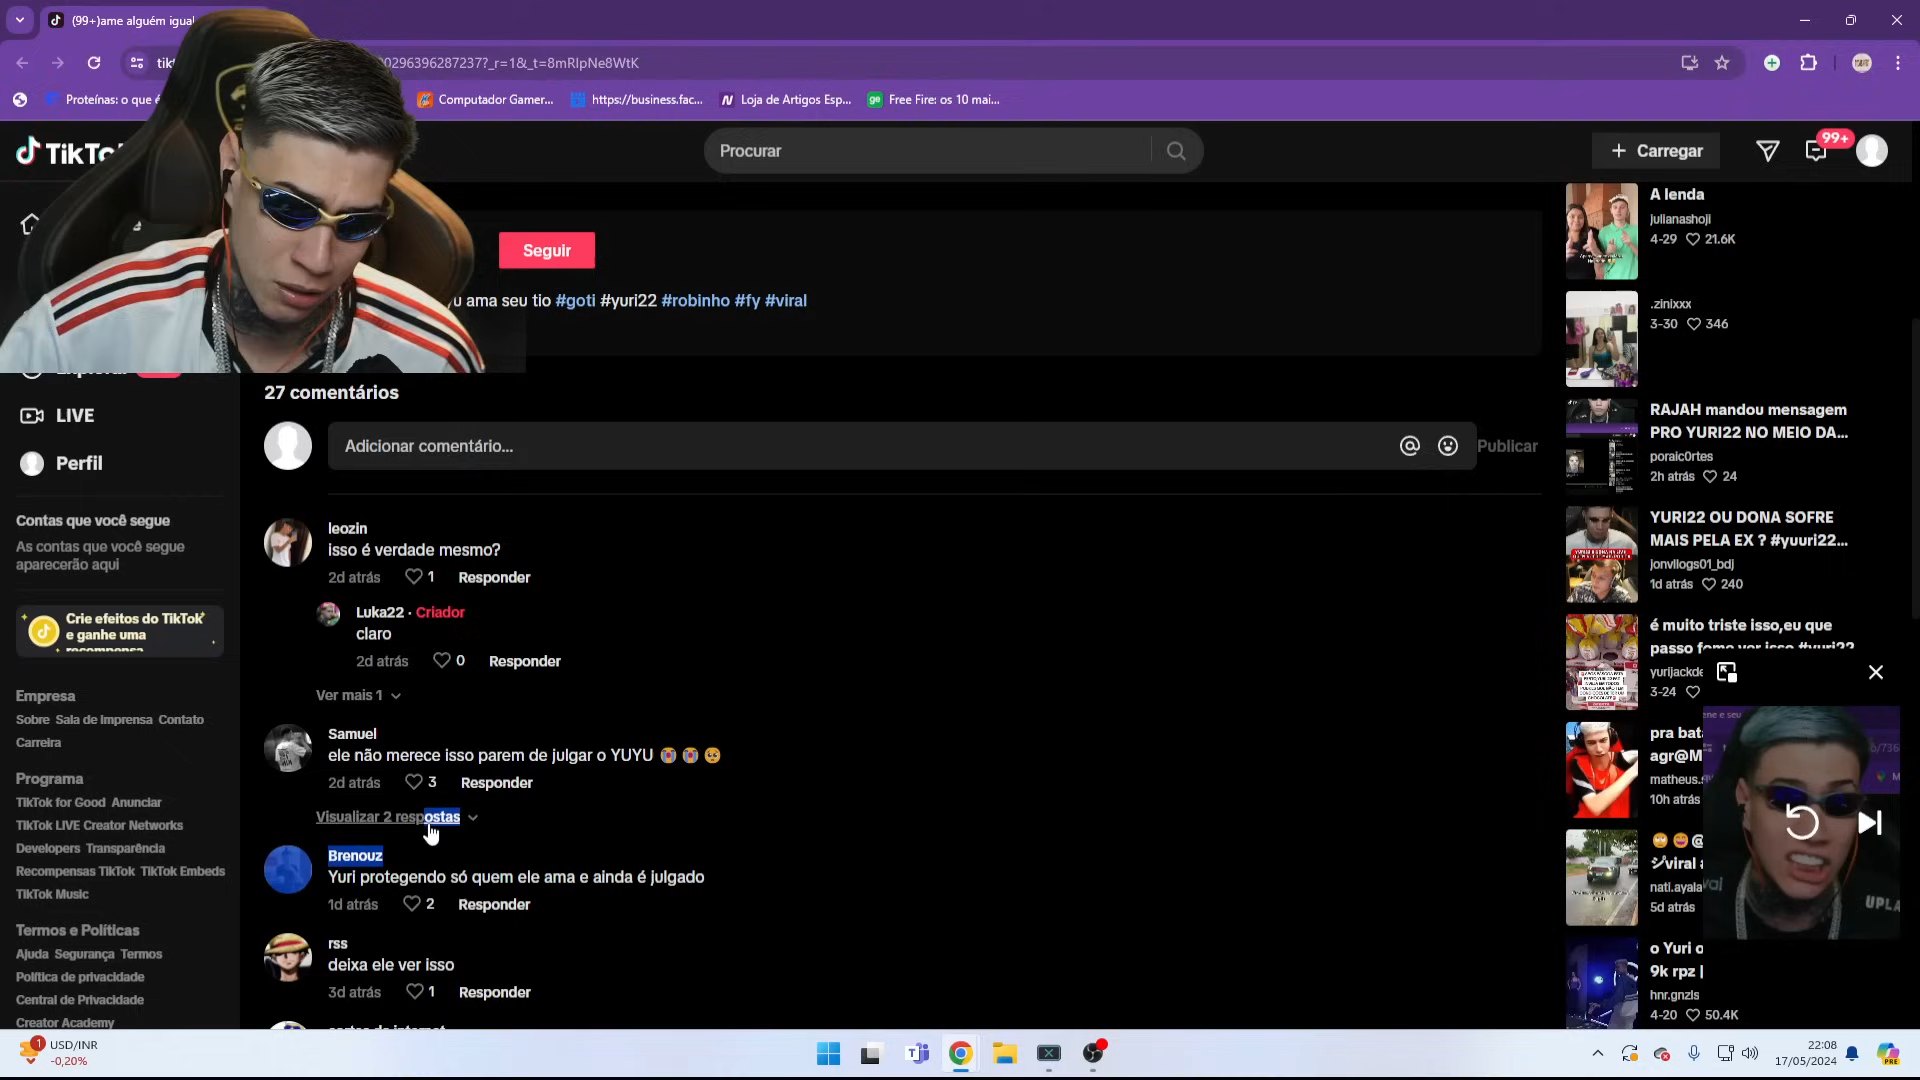 (99+)ame alguém igual
0296396287237?_r=1&_t=8mRIpNe8WtK
Proteínas: o que é
Computador Gamer...
https://business.fac...
Loja de Artigos Esp...
Free Fire: os 10 mai...
TikTo
Procurar
Carregar
99+
Seguir
ama seu tio #goti #yuri22 #robinho #fy #viral
LIVE
Perfil
Contas que você segue
As contas que você segue
aparecerão aqui
Crie efeitos do TikTok
e ganhe uma
recompensa
Empresa
Sobre Sala de Imprensa Contato
Carreira
Programa
TikTok for Good Anunciar
TikTok LIVE Creator Networks
Developers Transparência
Recompensas TikTok TikTok Embeds
TikTok Music
Termos e Políticas
Ajuda Segurança Termos
Política de privacidade
Central de Privacidade
Creator Academy
27 comentários
Adicionar comentário...
Publicar
leozin
isso é verdade mesmo?
2d atrás 1 Responder
Luka22 · Criador
claro
2d atrás 0 Responder
Ver mais 1
Samuel
ele não merece isso parem de julgar o YUYU 😭😭🥺
2d atrás 3 Responder
Visualizar 2 respostas
Brenouz
Yuri protegendo só quem ele ama e ainda é julgado
1d atrás 2 Responder
rss
deixa ele ver isso
3d atrás 1 Responder
A lenda
julianashoji
4-29 21.6K
.zinixxx
3-30 346
RAJAH mandou mensagem
PRO YURI22 NO MEIO DA...
poraic0rtes
2h atrás 24
YURI22 OU DONA SOFRE
MAIS PELA EX ? #yuuri22...
jonvilogs01_bdj
1d atrás 240
é muito triste isso,eu que
passo fome ver isso #yuri22
yurijackde
3-24
pra bat
agr@M
matheus.s
10h atrás
🙄😄@
viral
nati.ayala
5d atrás
o Yuri o
9k rpz |
hnr.gnzls
4-20 50.4K
UPLA
1
USD/INR
-0,20%
22:08
17/05/2024
PRE